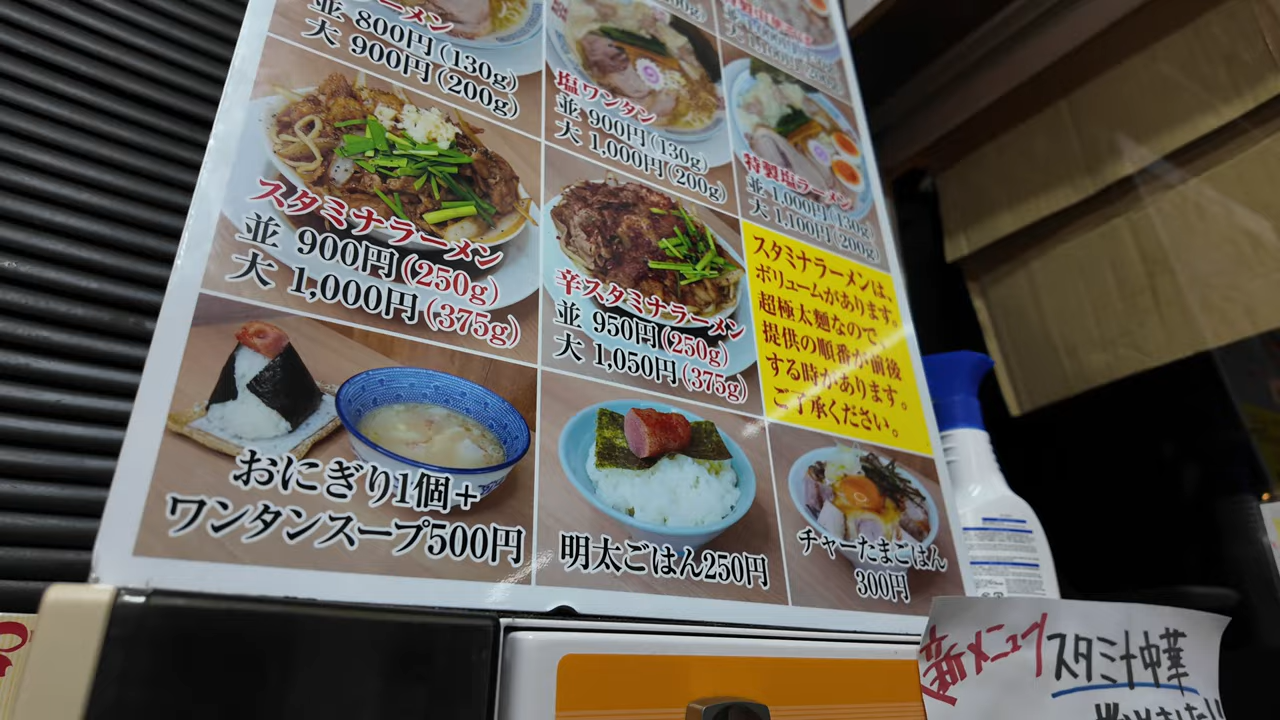 ラーメン
並 800円(130g)
大 900円(200g)
塩ワンタン
並 900円(130g)
大 1,000円(200g)
特製塩ラーメン
並 1,000円(130g)
大 1,100円(200g)
スタミナラーメン
並 900円(250g)
大 1,000円(375g)
辛スタミナラーメン
並 950円(250g)
大 1,050円(375g)
スタミナラーメンは、
ボリュームがあります。
超極太麺なので、
提供の順番が前後
する時があります。
ご了承ください。
おにぎり1個+
ワンタンスープ500円
明太ごはん250円
チャーたまごはん
300円
新メニュー
スタミナ中華